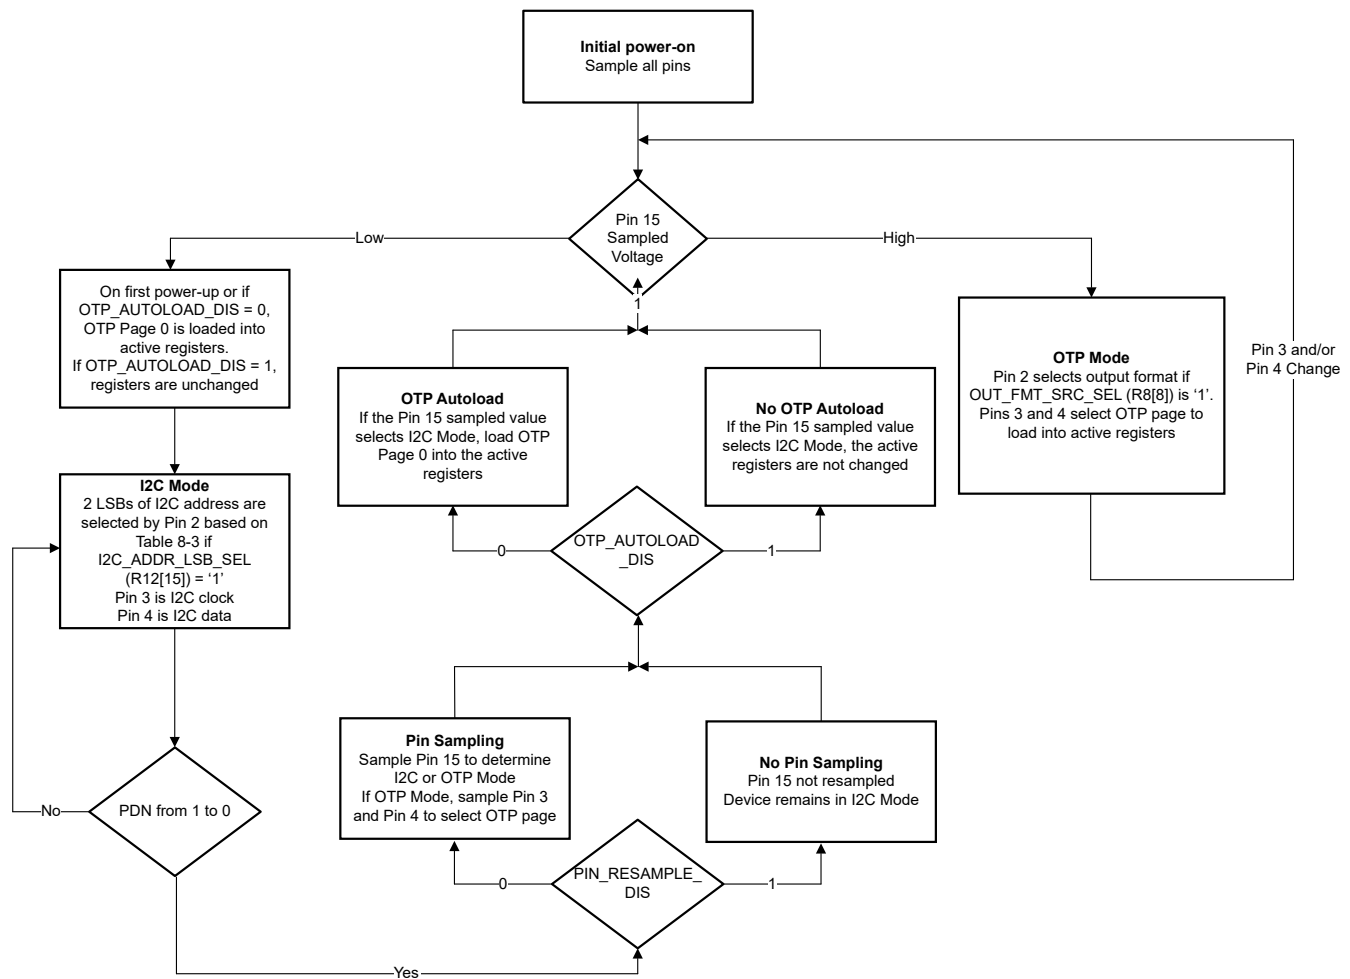 Initial power-on
Sample all pins
Pin 15
Sampled
Voltage
Low
High
1
On first power-up or if
OTP_AUTOLOAD_DIS = 0,
OTP Page 0 is loaded into
active registers.
If OTP_AUTOLOAD_DIS = 1,
registers are unchanged
OTP Autoload
If the Pin 15 sampled value
selects I2C Mode, load OTP
Page 0 into the active
registers
No OTP Autoload
If the Pin 15 sampled value
selects I2C Mode, the active
registers are not changed
OTP Mode
Pin 2 selects output format if
OUT_FMT_SRC_SEL (R8[8]) is ‘1’.
Pins 3 and 4 select OTP page to
load into active registers
Pin 3 and/or
Pin 4 Change
I2C Mode
2 LSBs of I2C address are
selected by Pin 2 based on
Table 8-3 if
I2C_ADDR_LSB_SEL
(R12[15]) = ‘1’
Pin 3 is I2C clock
Pin 4 is I2C data
OTP_AUTOLOAD
_DIS
0
1
Pin Sampling
Sample Pin 15 to determine
I2C or OTP Mode
If OTP Mode, sample Pin 3
and Pin 4 to select OTP page
No Pin Sampling
Pin 15 not resampled
Device remains in I2C Mode
PDN from 1 to 0
No
PIN_RESAMPLE_
DIS
0
1
Yes